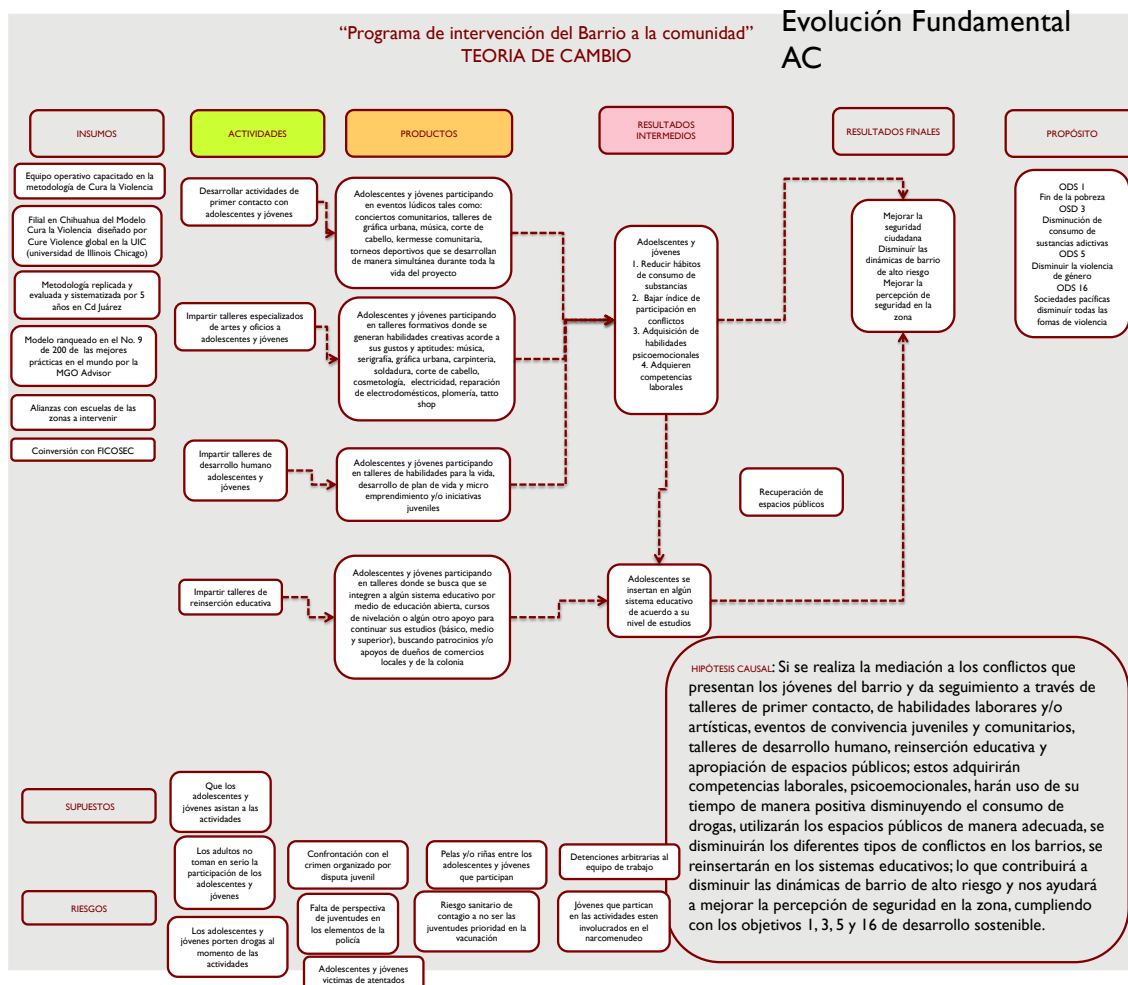 “Programa de intervención del Barrio a la comunidad”
TEORIA DE CAMBIO
Evolución Fundamental
AC
INSUMOS
ACTIVIDADES
PRODUCTOS
RESULTADOS
INTERMEDIOS
RESULTADOS FINALES
PROPÓSITO
Equipo operativo capacitado en la
metodología de Cura la Violencia
Filial en Chihuahua del Modelo
Cura la Violencia diseñado por
Cure Violence global en la UIC
(universidad de Illinois Chicago)
Metodología replicada y
evaluada y sistematizada por 5
años en Cd Juárez
Modelo ranqueado en el No. 9
de 200 de las mejores
prácticas en el mundo por la
MGO Advisor
Alianzas con escuelas de las
zonas a intervenir
Coinversión con FICOSEC
Desarrollar actividades de
primer contacto con
adolescentes y jóvenes
Impartir talleres especializados
de artes y oficios a
adolescentes y jóvenes
Impartir talleres de
desarrollo humano
adolescentes y
jóvenes
Impartir talleres de
reinserción educativa
Adolescentes y jóvenes participando
en eventos lúdicos tales como:
conciertos comunitarios, talleres de
gráfica urbana, música, corte de
cabello, kermesse comunitaria,
torneos deportivos que se desarrollan
de manera simultánea durante toda la
vida del proyecto
Adolescentes y jóvenes participando
en talleres formativos donde se
generan habilidades creativas acorde a
sus gustos y aptitudes: música,
serigrafía, gráfica urbana, carpintería,
soldadura, corte de cabello,
cosmetología, electricidad, reparación
de electrodomésticos, plomería, tatto
shop
Adolescentes y jóvenes participando
en talleres de habilidades para la vida,
desarrollo de plan de vida y micro
emprendimiento y/o iniciativas
juveniles
Adolescentes y jóvenes participando
en talleres donde se busca que se
integren a algún sistema educativo por
medio de educación abierta, cursos
de nivelación o algún otro apoyo para
continuar sus estudios (básico, medio
y superior), buscando patrocinios y/o
apoyos de dueños de comercios
locales y de la colonia
Adoelscentes y
jóvenes
1. Reducir hábitos
de consumo de
substancias
2. Bajar índice de
participación en
conflictos
3. Adquisición de
habilidades
psicoemocionales
4. Adquieren
competencias
laborales
Adolescentes se
insertan en algún
sistema educativo
de acuerdo a su
nivel de estudios
Recuperación de
espacios públicos
Mejorar la
seguridad
ciudadana
Disminuír las
dinámicas de barrio
de alto riesgo
Mejorar la
percepción de
seguridad en la
zona
ODS 1
Fin de la pobreza
OSD 3
Disminución de
consumo de
sustancias adictivas
ODS 5
Disminuir la violencia
de género
ODS 16
Sociedades pacíficas
disminuir todas las
fomas de violencia
HIPÓTESIS CAUSAL: Si se realiza la mediación a los conflictos que
presentan los jóvenes del barrio y da seguimiento a través de
talleres de primer contacto, de habilidades laborares y/o
artísticas, eventos de convivencia juveniles y comunitarios,
talleres de desarrollo humano, reinserción educativa y
apropiación de espacios públicos; estos adquirirán
competencias laborales, psicoemocionales, harán uso de su
tiempo de manera positiva disminuyendo el consumo de
drogas, utilizarán los espacios públicos de manera adecuada, se
disminuirán los diferentes tipos de conflictos en los barrios, se
reinsertarán en los sistemas educativos; lo que contribuirá a
disminuir las dinámicas de barrio de alto riesgo y nos ayudará
a mejorar la percepción de seguridad en la zona, cumpliendo
con los objetivos 1, 3, 5 y 16 de desarrollo sostenible.
SUPUESTOS
Que los
adolescentes y
jóvenes asistan a las
actividades
RIESGOS
Los adultos no
toman en serio la
participación de los
adolescentes y
jóvenes
Los adolescentes y
jóvenes porten drogas al
momento de las
actividades
Confrontación con el
crimen organizado por
disputa juvenil
Falta de perspectiva
de juventudes en
los elementos de la
policía
Adolescentes y jóvenes
victimas de atentados
Pelas y/o riñas entre los
adolescentes y jóvenes
que participan
Riesgo sanitario de
contagio a no ser las
juventudes prioridad en la
vacunación
Detenciones arbitrarias al
equipo de trabajo
Jóvenes que partican
en las actividades esten
involucrados en el
narcomenudeo